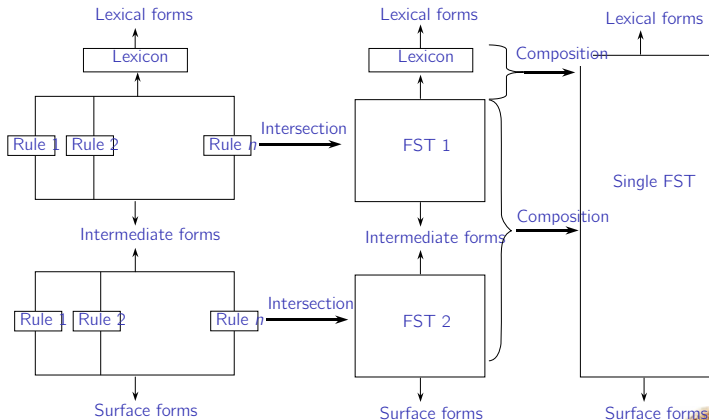 Lexical forms
Lexicon
Rule 1
Rule 2
Rule n
Intermediate forms
Rule 1
Rule 2
Rule n
Surface forms
Intersection
Intersection
Lexical forms
Lexicon
FST 1
Intermediate forms
FST 2
Surface forms
Composition
Composition
Lexical forms
Single FST
Surface forms